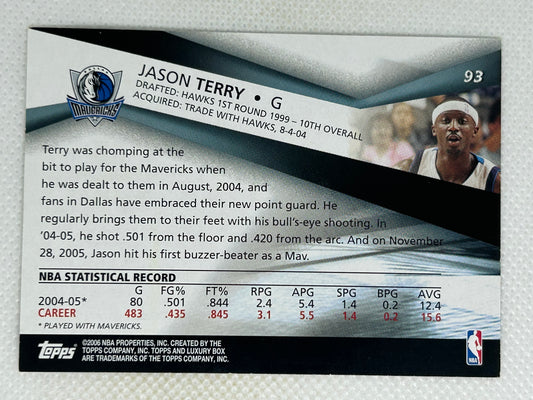 93
DALLAS
MAVERICKS
JASON TERRY • G
DRAFTED: HAWKS 1ST ROUND 1999 – 10TH OVERALL
ACQUIRED: TRADE WITH HAWKS, 8-4-04
Terry was chomping at the
bit to play for the Mavericks when
he was dealt to them in August, 2004, and
fans in Dallas have embraced their new point guard. He
regularly brings them to their feet with his bull's-eye shooting. In
'04-05, he shot .501 from the floor and .420 from the arc. And on November
28, 2005, Jason hit his first buzzer-beater as a Mav.
NBA STATISTICAL RECORD
G FG% FT% RPG APG SPG BPG AVG
2004-05* 80 .501 .844 2.4 5.4 1.4 0.2 12.4
CAREER 483 .435 .845 3.1 5.5 1.4 0.2 15.6
* PLAYED WITH MAVERICKS.
Topps
©2006 NBA PROPERTIES, INC. CREATED BY THE
TOPPS COMPANY, INC. TOPPS AND LUXURY BOX
ARE TRADEMARKS OF THE TOPPS COMPANY, INC.
NBA